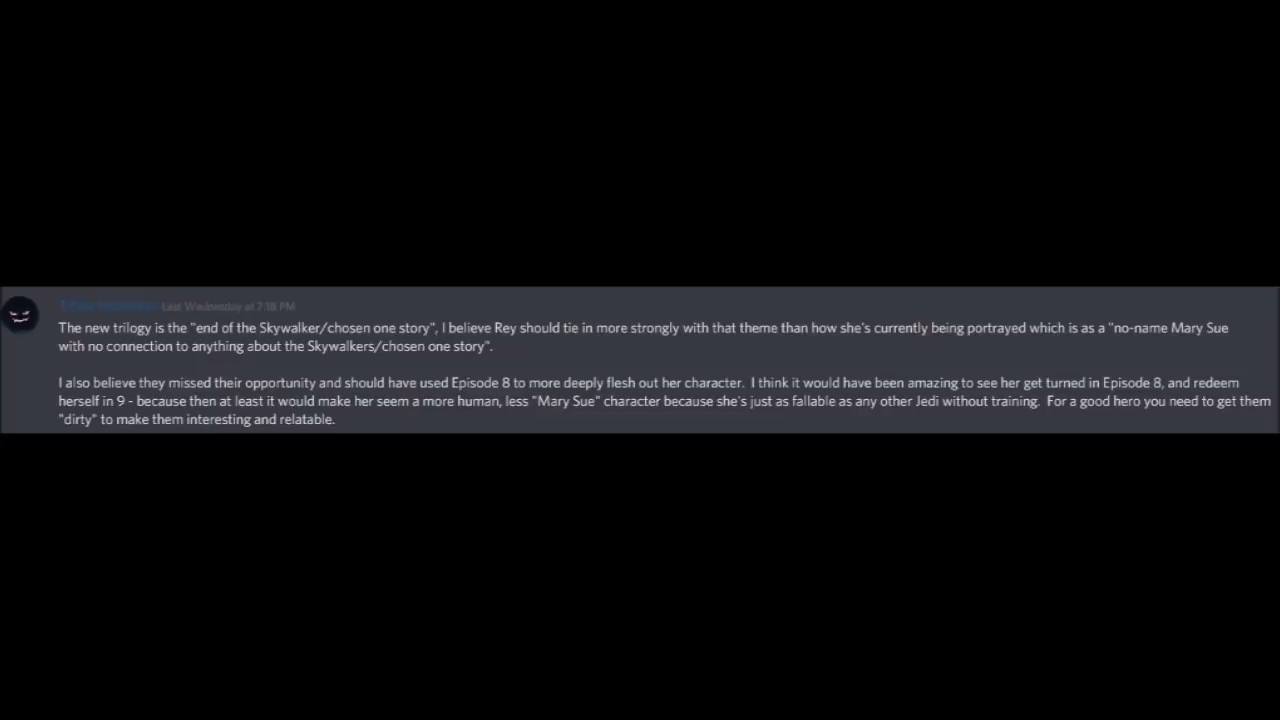 Last Wednesday at 7:18 PM
The new trilogy is the "end of the Skywalker/chosen one story", I believe Rey should tie in more strongly with that theme than how she's currently being portrayed which is as a "no-name Mary Sue
with no connection to anything about the Skywalkers/chosen one story".
I also believe they missed their opportunity and should have used Episode 8 to more deeply flesh out her character.  I think it would have been amazing to see her get turned in Episode 8, and redeem
herself in 9 - because then at least it would make her seem a more human, less "Mary Sue" character because she's just as fallable as any other Jedi without training.  For a good hero you need to get them
"dirty" to make them interesting and relatable.